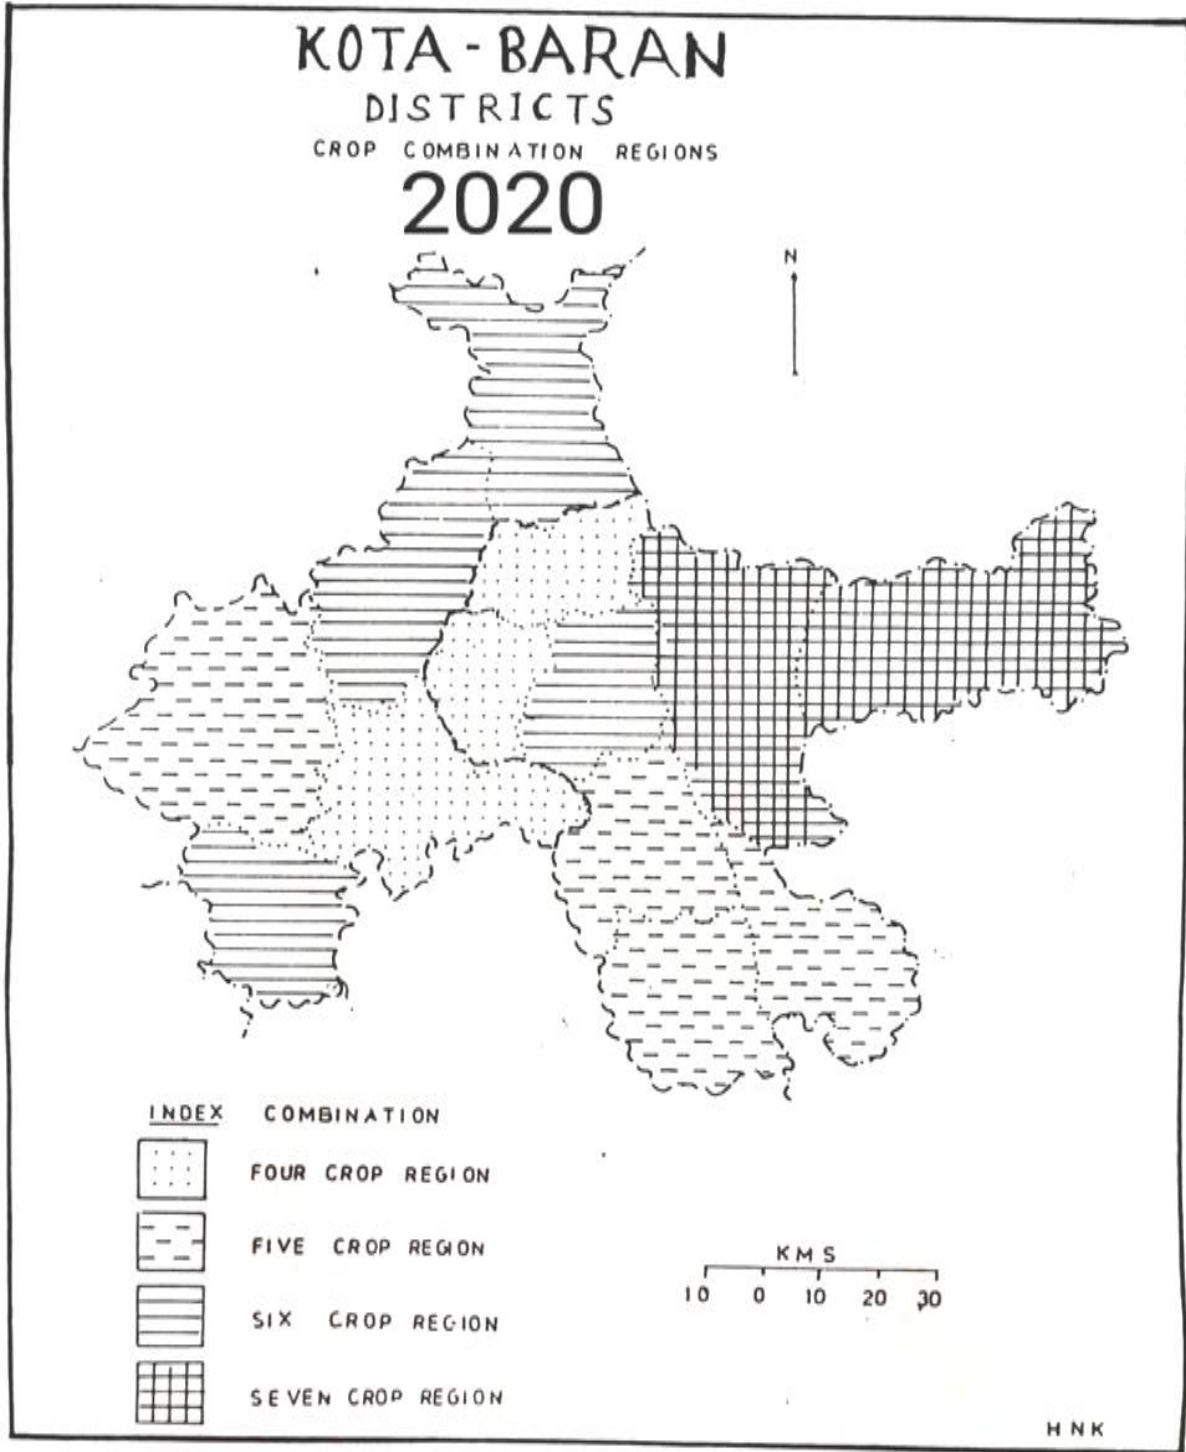 KOTA-BARAN
DISTRICTS
CROP COMBINATION REGIONS
2020
N
INDEX COMBINATION
FOUR CROP REGION
FIVE CROP REGION
SIX CROP REGION
SEVEN CROP REGION
KMS
10 0 10 20 30
HNK